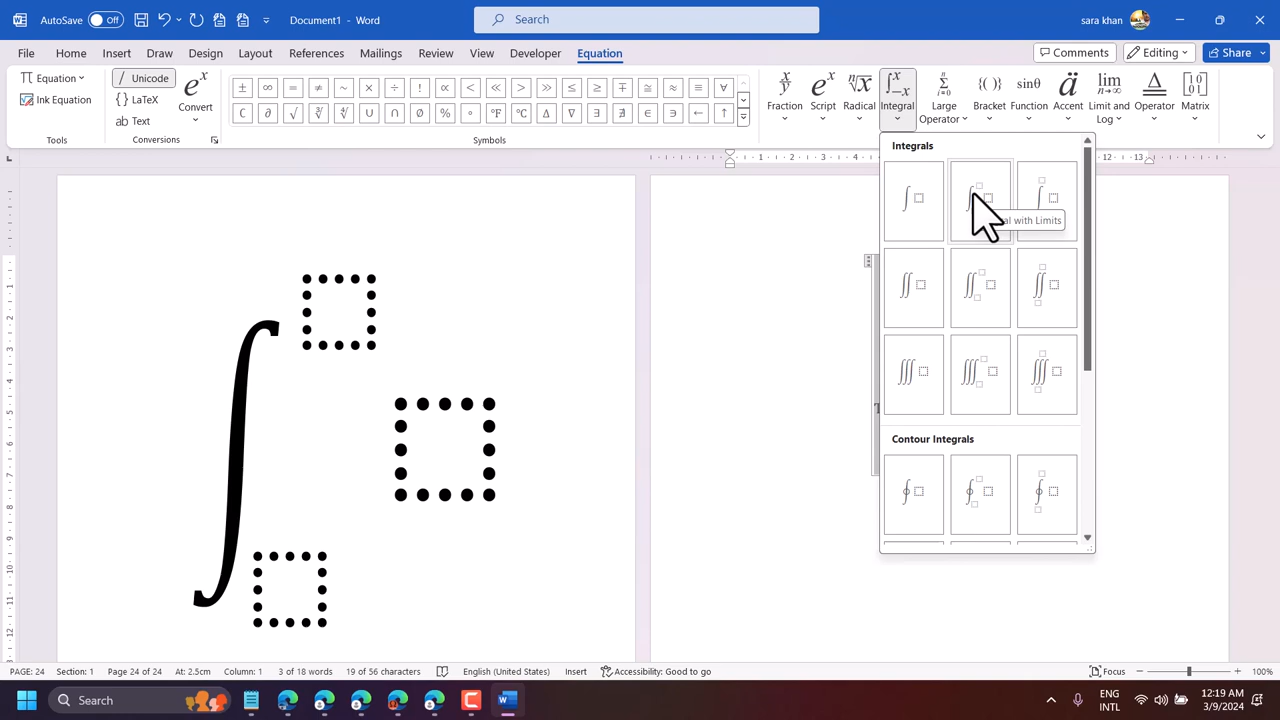 AutoSave Off Document1 - Word Search sara khan
File Home Insert Draw Design Layout References Mailings Review View Developer Equation Comments Editing Share
π Equation Unicode
Ink Equation LaTeX
Text
Convert
± ∞ = ≠ ~ × ÷ ! ∝ < ≪ > ≫ ≤ ≥ ∓ ≅ ≈ ≡ ∀
∁ ∂ √ ∛ ∜ ∪ ∩ ∅ % ° °F °C ∆ ∇ ∃ ∄ ∈ ∋ ← ↑
Fraction Script Radical Integral Large Operator Bracket Function Accent Limit and Log Operator Matrix
Tools Conversions Symbols
Integrals
al with Limits
Contour Integrals
PAGE: 24 Section: 1 Page 24 of 24 At: 2.5cm Column: 1 3 of 18 words 19 of 56 characters English (United States) Insert Accessibility: Good to go Focus 100%
Search
ENG
INTL
12:19 AM
3/9/2024